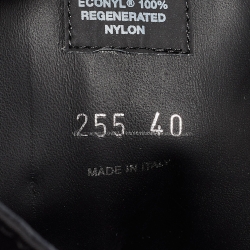 ECONYL® 100%
REGENERATED
NYLON
255 40
MADE IN ITALY